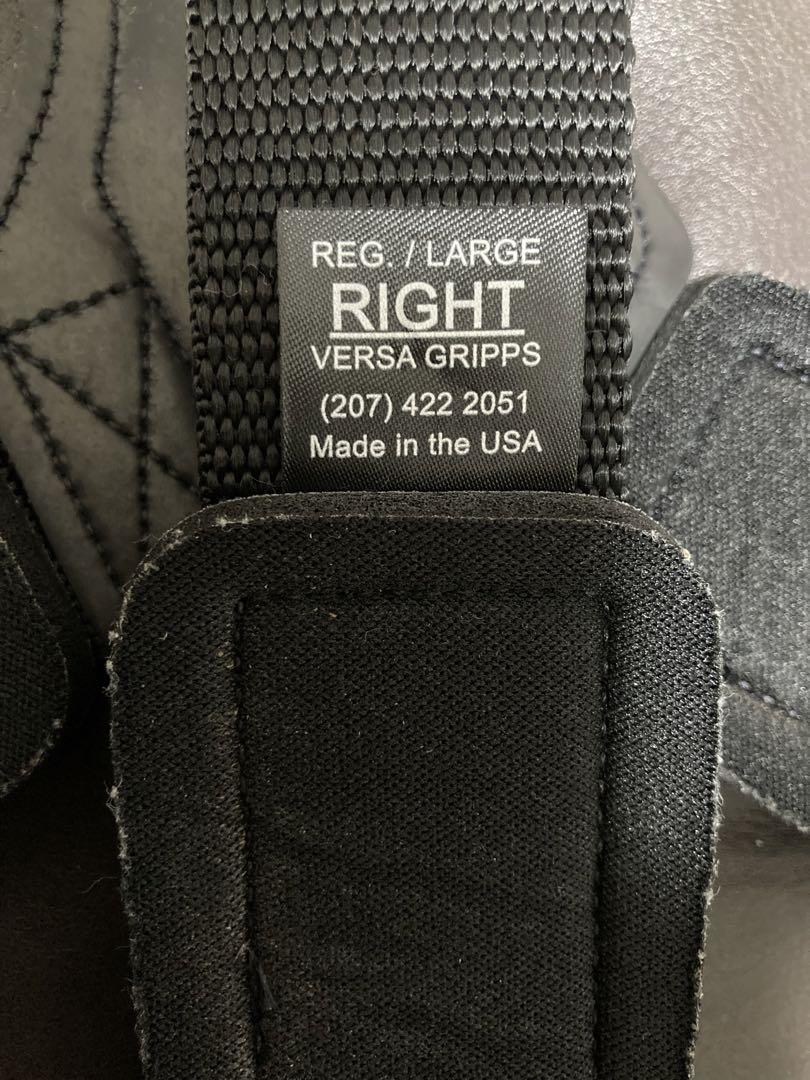 REG. / LARGE
RIGHT
VERSA GRIPPS
(207) 422 2051
Made in the USA